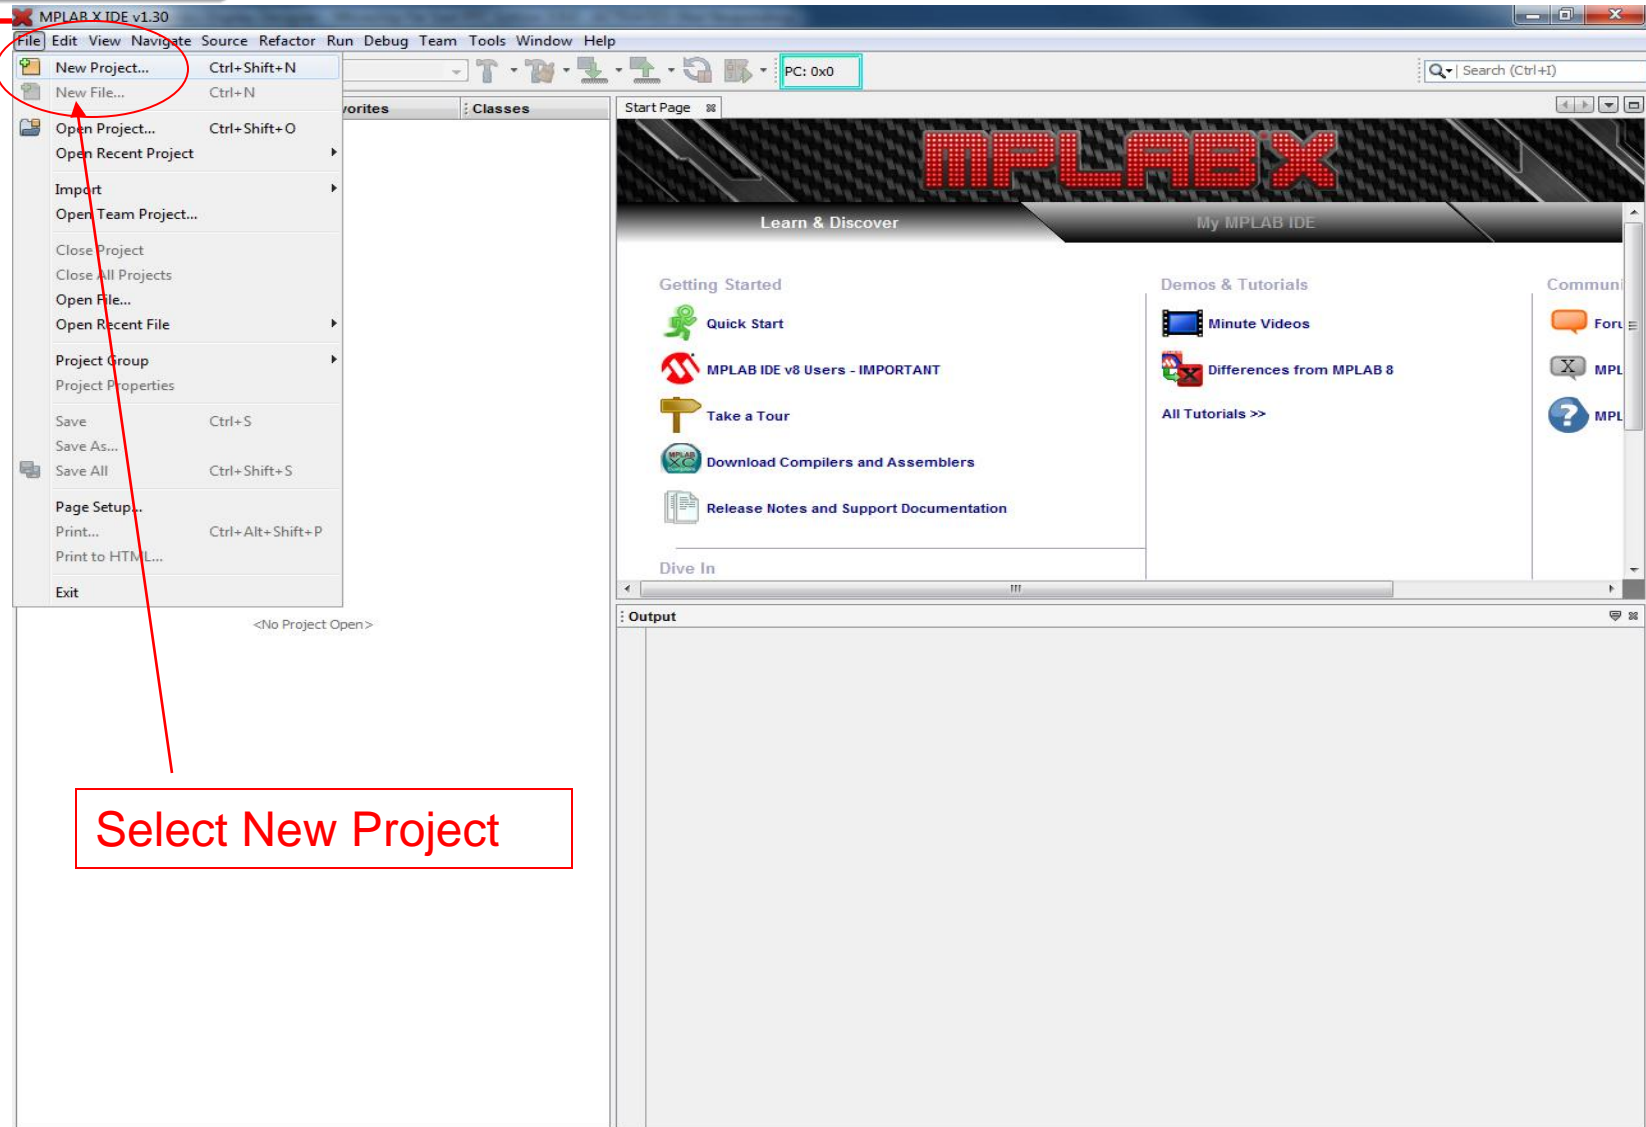 MPLAB X IDE v1.30
File Edit View Navigate Source Refactor Run Debug Team Tools Window Help
New Project... Ctrl+Shift+N
PC: 0x0
Search (Ctrl+I)
New File... Ctrl+N
vorites Classes
Start Page
Open Project... Ctrl+Shift+O
Open Recent Project
Import
Open Team Project...
Close Project
Close All Projects
Open File...
Open Recent File
Project Group
Project Properties
Save Ctrl+S
Save As...
Save All Ctrl+Shift+S
Page Setup...
Print... Ctrl+Alt+Shift+P
Print to HTML...
Exit
<No Project Open>
Select New Project
MPLAB X
Learn & Discover
My MPLAB IDE
Getting Started
Quick Start
MPLAB IDE v8 Users - IMPORTANT
Take a Tour
MPLAB
XC
Download Compilers and Assemblers
Release Notes and Support Documentation
Dive In
Demos & Tutorials
Minute Videos
Differences from MPLAB 8
All Tutorials >>
Communi
Foru
X MPL
? MPL
Output